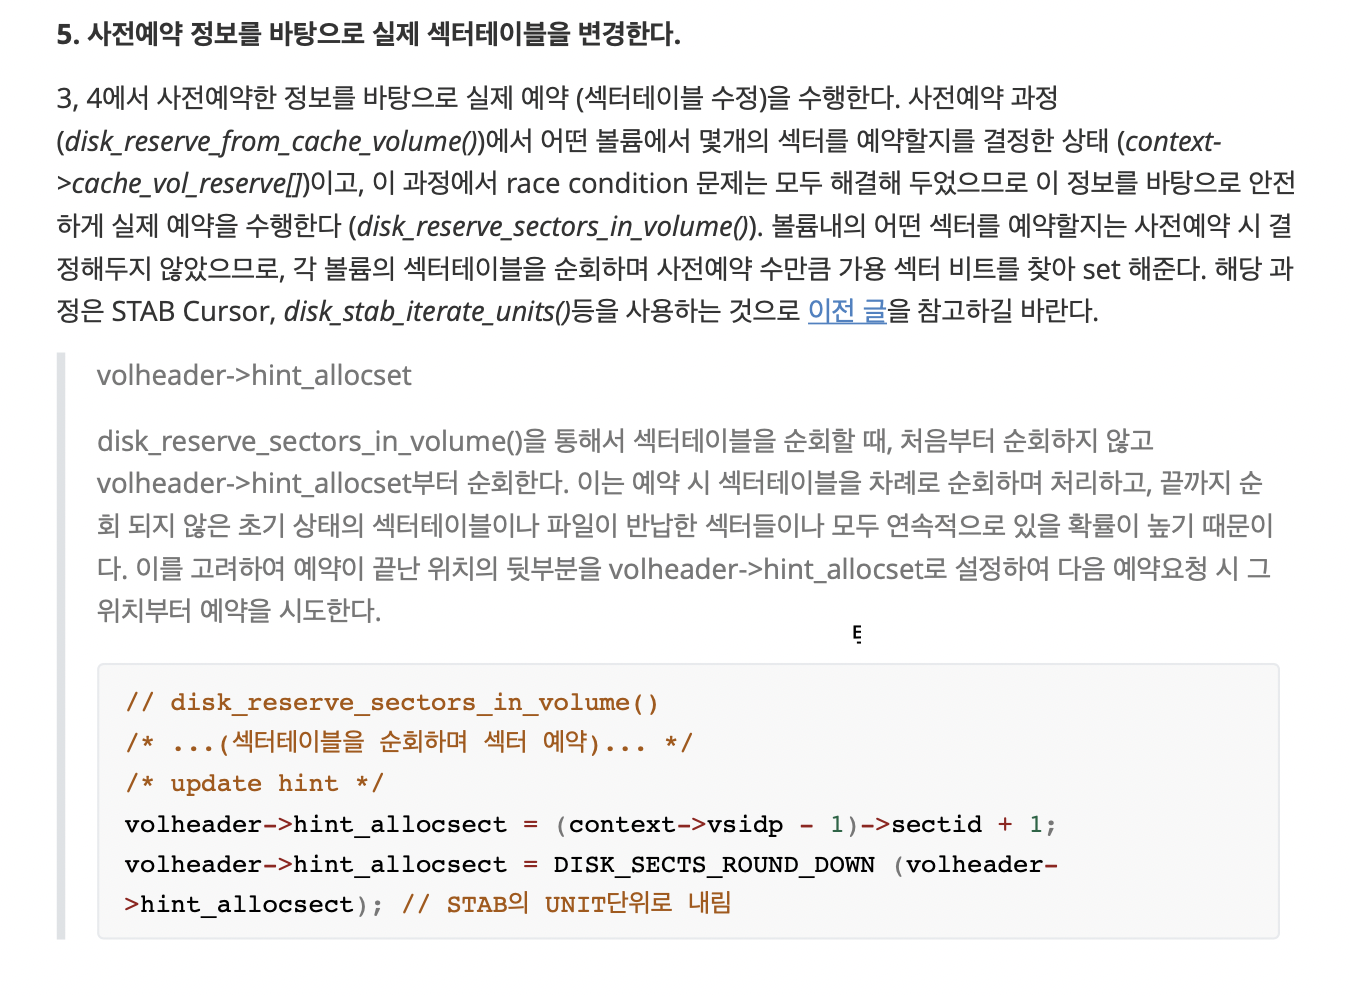 5. 사전예약 정보를 바탕으로 실제 섹터테이블을 변경한다.
3, 4에서 사전예약한 정보를 바탕으로 실제 예약 (섹터테이블 수정)을 수행한다. 사전예약 과정
(disk_reserve_from_cache_volume())에서 어떤 볼륨에서 몇개의 섹터를 예약할지를 결정한 상태 (context-
>cache_vol_reserve[])이고, 이 과정에서 race condition 문제는 모두 해결해 두었으므로 이 정보를 바탕으로 안전
하게 실제 예약을 수행한다 (disk_reserve_sectors_in_volume()). 볼륨내의 어떤 섹터를 예약할지는 사전예약 시 결
정해두지 않았으므로, 각 볼륨의 섹터테이블을 순회하며 사전예약 수만큼 가용 섹터 비트를 찾아 set 해준다. 해당 과
정은 STAB Cursor, disk_stab_iterate_units()등을 사용하는 것으로 이전 글을 참고하길 바란다.
volheader->hint_allocset
disk_reserve_sectors_in_volume()을 통해서 섹터테이블을 순회할 때, 처음부터 순회하지 않고
volheader->hint_allocset부터 순회한다. 이는 예약 시 섹터테이블을 차례로 순회하며 처리하고, 끝까지 순
회 되지 않은 초기 상태의 섹터테이블이나 파일이 반납한 섹터들이나 모두 연속적으로 있을 확률이 높기 때문이
다. 이를 고려하여 예약이 끝난 위치의 뒷부분을 volheader->hint_allocset로 설정하여 다음 예약요청 시 그
위치부터 예약을 시도한다.
// disk_reserve_sectors_in_volume()
/* ...(섹터테이블을 순회하며 섹터 예약)... */
/* update hint */
volheader->hint_allocsect = (context->vsidp - 1)->sectid + 1;
volheader->hint_allocsect = DISK_SECTS_ROUND_DOWN (volheader-
>hint_allocsect); // STAB의 UNIT단위로 내림